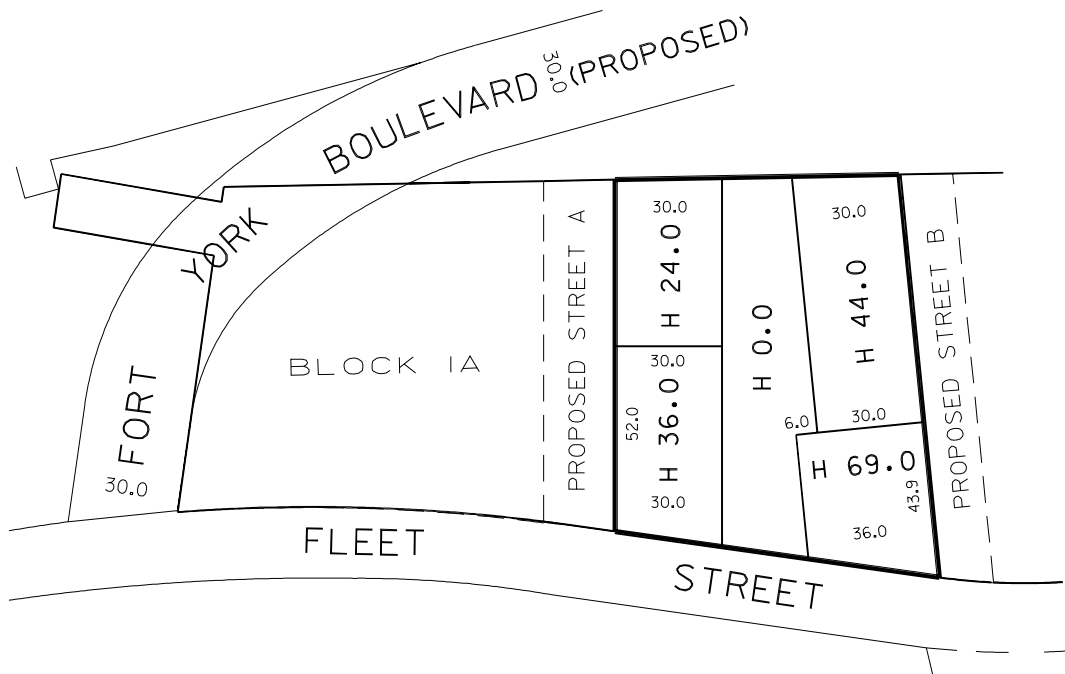 BOULEVARD (PROPOSED)
30.0
YORK
FORT
30.0
BLOCK 1A
PROPOSED STREET A
30.0
H 24.0
30.0
H 36.0
52.0
30.0
H 0.0
30.0
H 44.0
30.0
6.0
H 69.0
43.9
36.0
PROPOSED STREET B
FLEET STREET